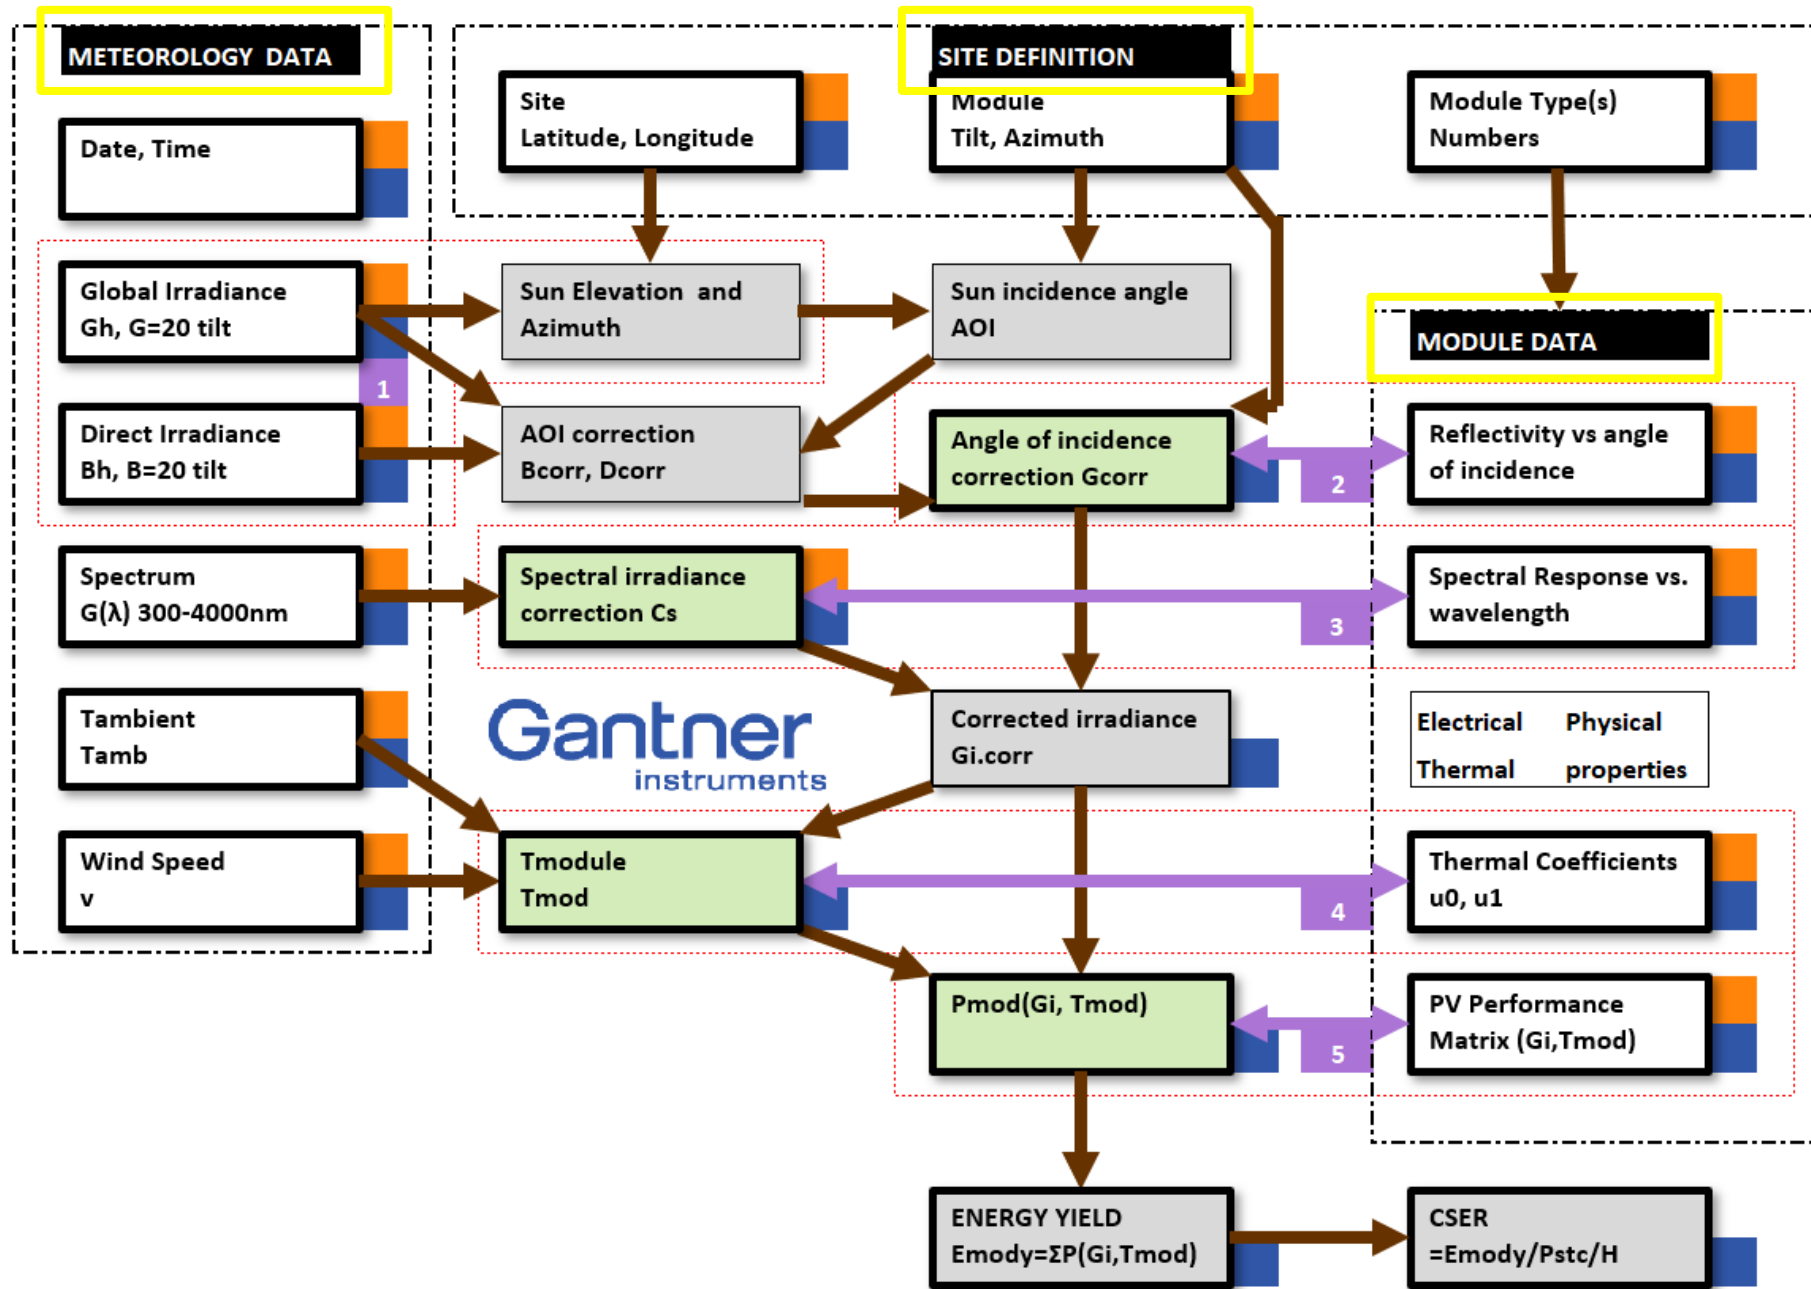 METEOROLOGY  DATA
SITE DEFINITION
Site
Latitude, Longitude
Module
Tilt, Azimuth
Module Type(s)
Numbers
Date, Time
Global Irradiance
Gh, G=20 tilt
Sun Elevation  and
Azimuth
Sun incidence angle
AOI
MODULE DATA
1
Direct Irradiance
Bh, B=20 tilt
AOI correction
Bcorr, Dcorr
Angle of incidence
correction Gcorr
2
Reflectivity vs angle
of incidence
Spectrum
G(λ) 300-4000nm
Spectral irradiance
correction Cs
3
Spectral Response vs.
wavelength
Tambient
Tamb
Gantner
instruments
Corrected irradiance
Gi.corr
Electrical Physical
Thermal properties
Wind Speed
v
Tmodule
Tmod
4
Thermal Coefficients
u0, u1
Pmod(Gi, Tmod)
5
PV Performance
Matrix (Gi,Tmod)
ENERGY YIELD
Emody=ΣP(Gi,Tmod)
CSER
=Emody/Pstc/H